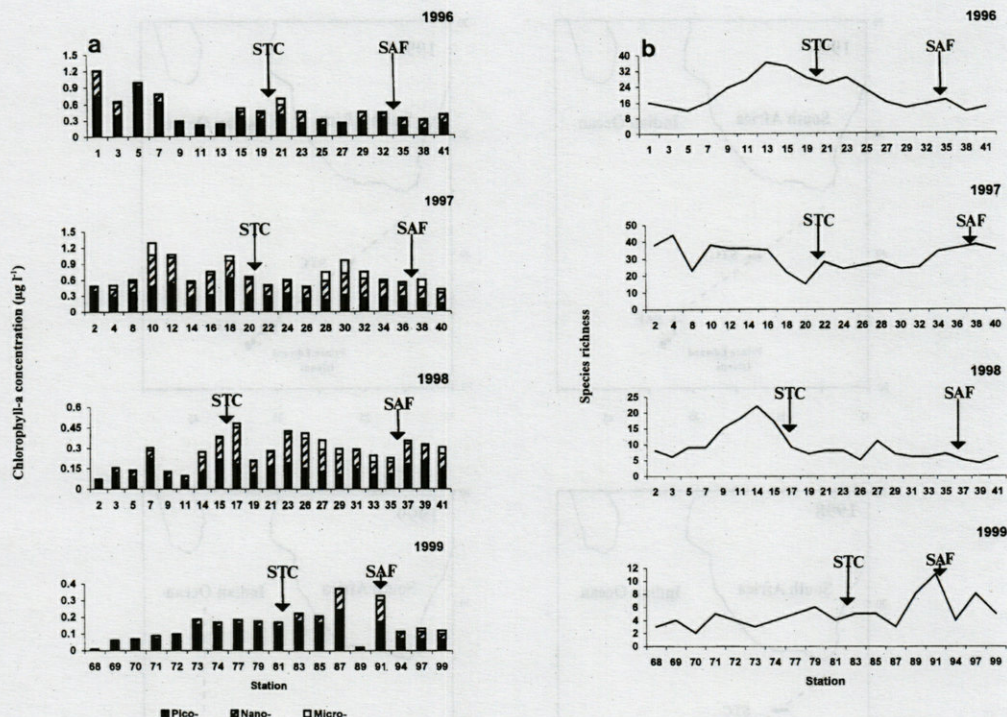 1996
a
STC
SAF
1.5
1.2
0.9
0.6
0.3
0
1 3 5 7 9 11 13 15 19 21 23 25 27 29 32 35 38 41
1997
STC
SAF
1.5
1.2
0.9
0.6
0.3
0
2 4 8 10 12 14 16 18 20 22 24 26 28 30 32 34 36 38 40
1998
STC
SAF
0.6
0.45
0.3
0.15
0
2 3 5 7 9 11 14 15 17 19 21 23 25 27 29 31 33 35 37 39 41
1999
STC
SAF
0.4
0.3
0.2
0.1
0
68 69 70 71 72 73 74 77 79 81 83 85 87 89 91 94 97 99
Station
Chlorophyll-a concentration (µg l⁻¹)
Pico- Nano- Micro-
1996
b
STC
SAF
40
32
24
16
8
0
1 3 5 7 9 11 13 16 19 21 23 25 27 29 32 35 38 41
1997
STC
SAF
50
40
30
20
10
0
2 4 8 10 12 14 16 18 20 22 24 26 28 30 32 34 36 38 40
1998
STC
SAF
25
20
15
10
5
0
2 3 5 7 9 11 14 15 17 19 21 23 26 27 29 31 33 35 37 39 41
1999
STC
SAF
12
10
8
6
4
2
0
68 69 70 71 72 73 74 77 79 81 83 85 87 89 91 94 97 99
Station
Species richness